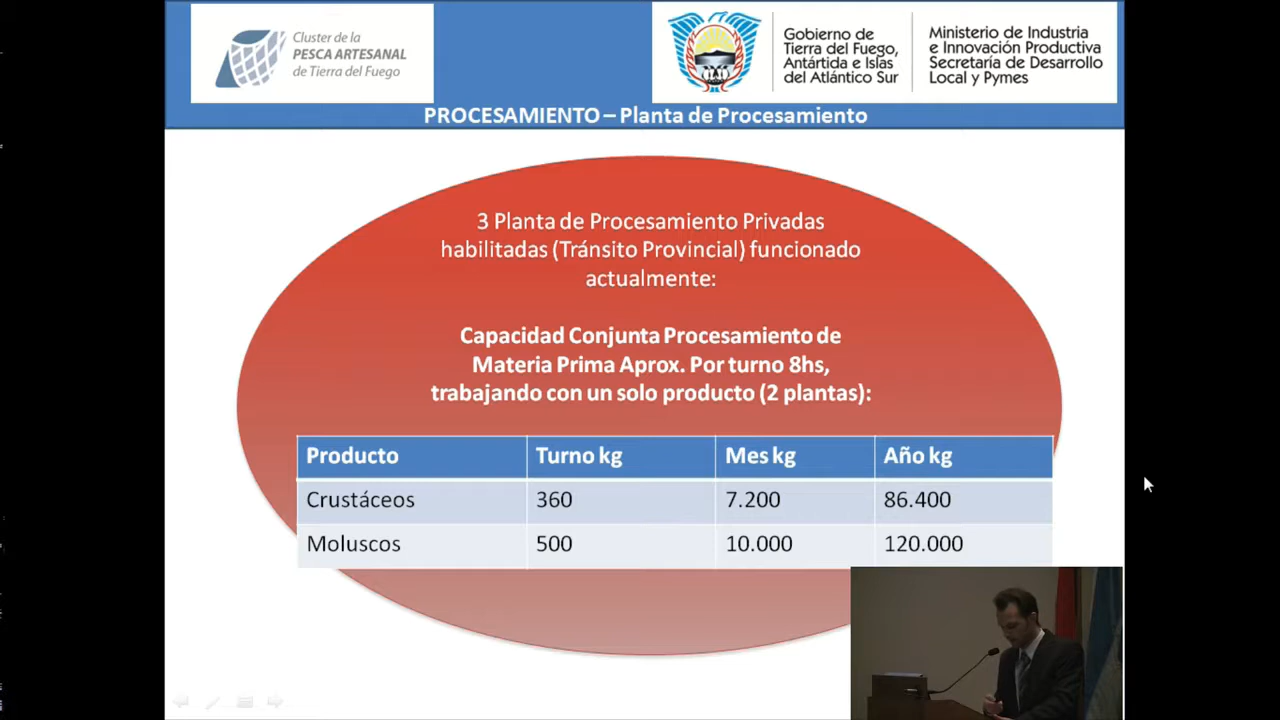 Cluster de la
PESCA ARTESANAL
de Tierra del Fuego
Gobierno de
Tierra del Fuego,
Antártida e Islas
del Atlántico Sur
Ministerio de Industria
e Innovación Productiva
Secretaría de Desarrollo
Local y Pymes
PROCESAMIENTO – Planta de Procesamiento
3 Planta de Procesamiento Privadas
habilitadas (Tránsito Provincial) funcionado
actualmente:
Capacidad Conjunta Procesamiento de
Materia Prima Aprox. Por turno 8hs,
trabajando con un solo producto (2 plantas):
Producto Turno kg Mes kg Año kg
Crustáceos 360 7.200 86.400
Moluscos 500 10.000 120.000